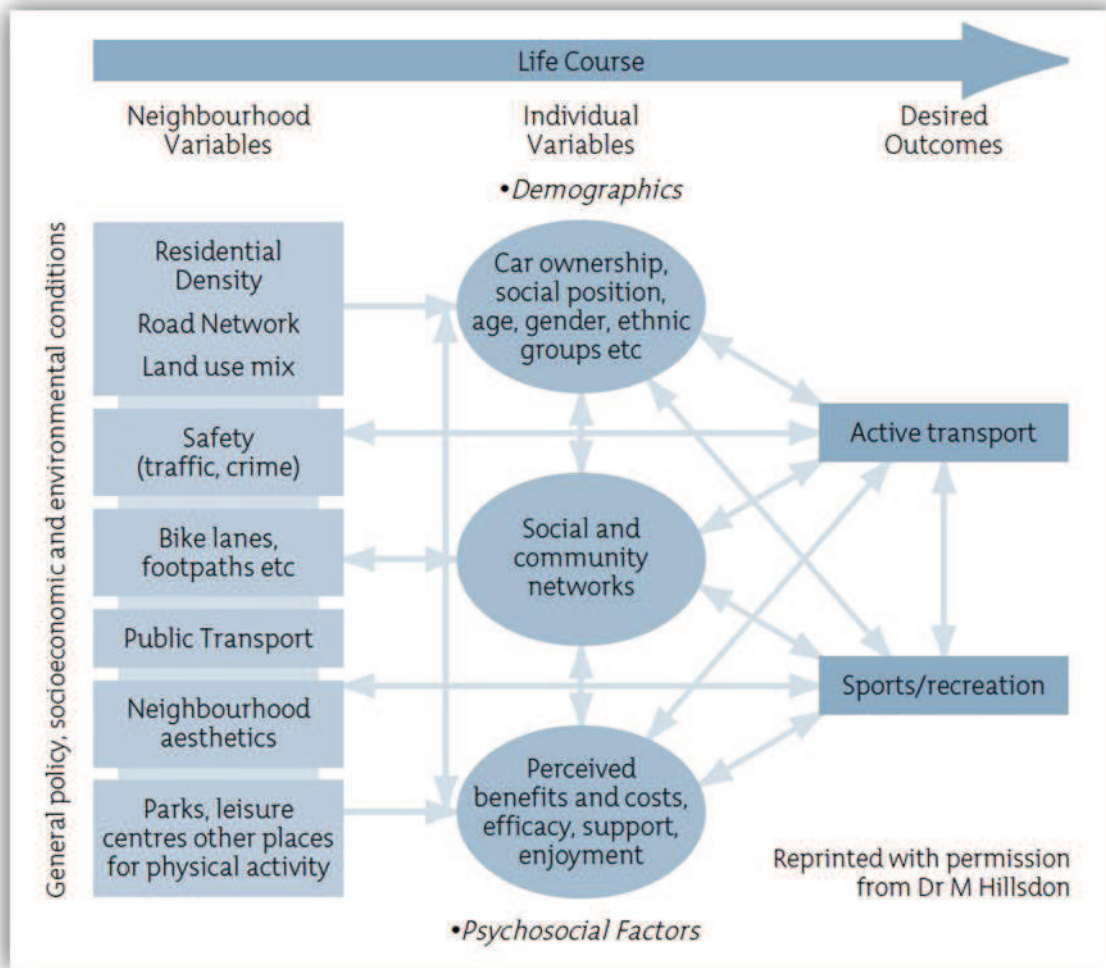 Life Course
Neighbourhood
Variables
Individual
Variables
Desired
Outcomes
•Demographics
General policy, socioeconomic and environmental conditions
Residential
Density
Road Network
Land use mix
Safety
(traffic, crime)
Bike lanes,
footpaths etc
Public Transport
Neighbourhood
aesthetics
Parks, leisure
centres other places
for physical activity
Car ownership,
social position,
age, gender, ethnic
groups etc
Social and
community
networks
Perceived
benefits and costs,
efficacy, support,
enjoyment
•Psychosocial Factors
Active transport
Sports/recreation
Reprinted with permission
from Dr M Hillsdon